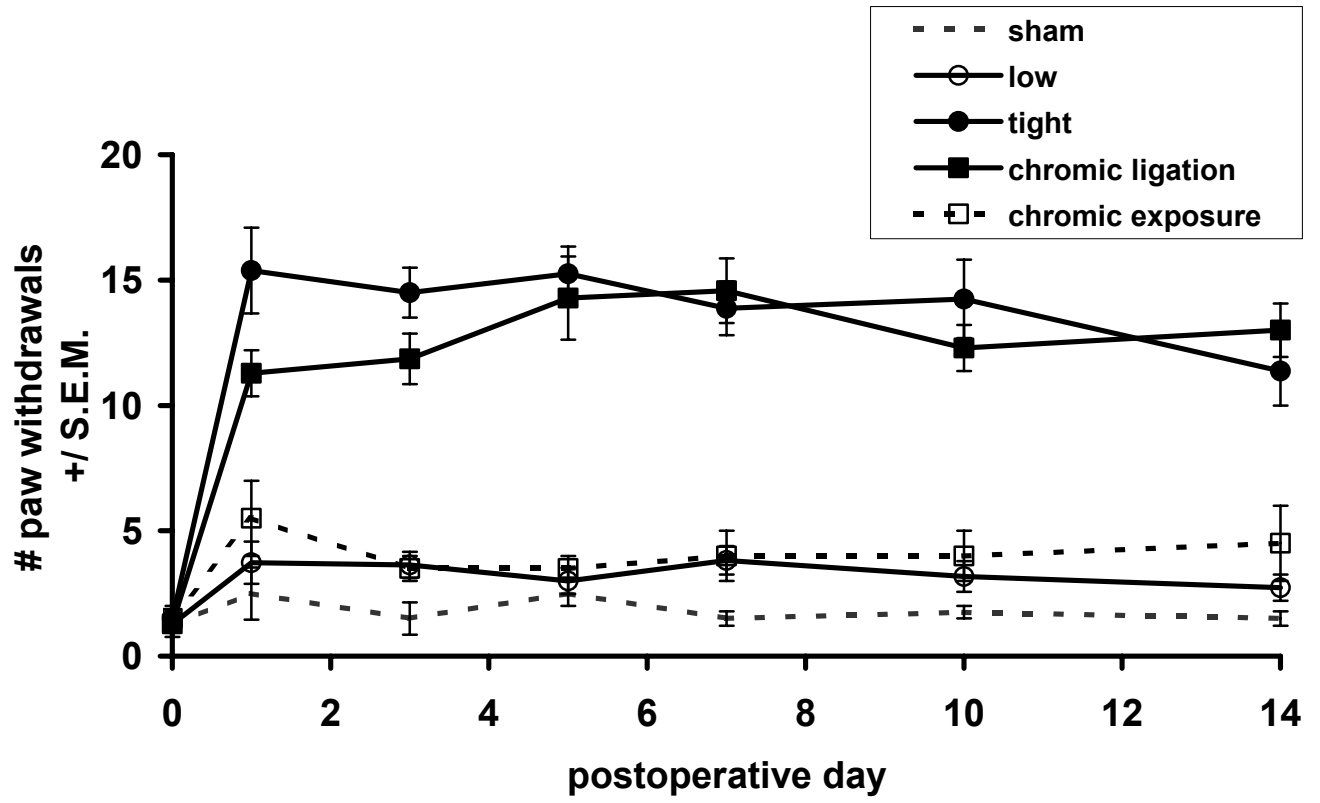 sham
low
tight
chromic ligation
chromic exposure
20
15
10
5
0
# paw withdrawals
+/ S.E.M.
0 2 4 6 8 10 12 14
postoperative day